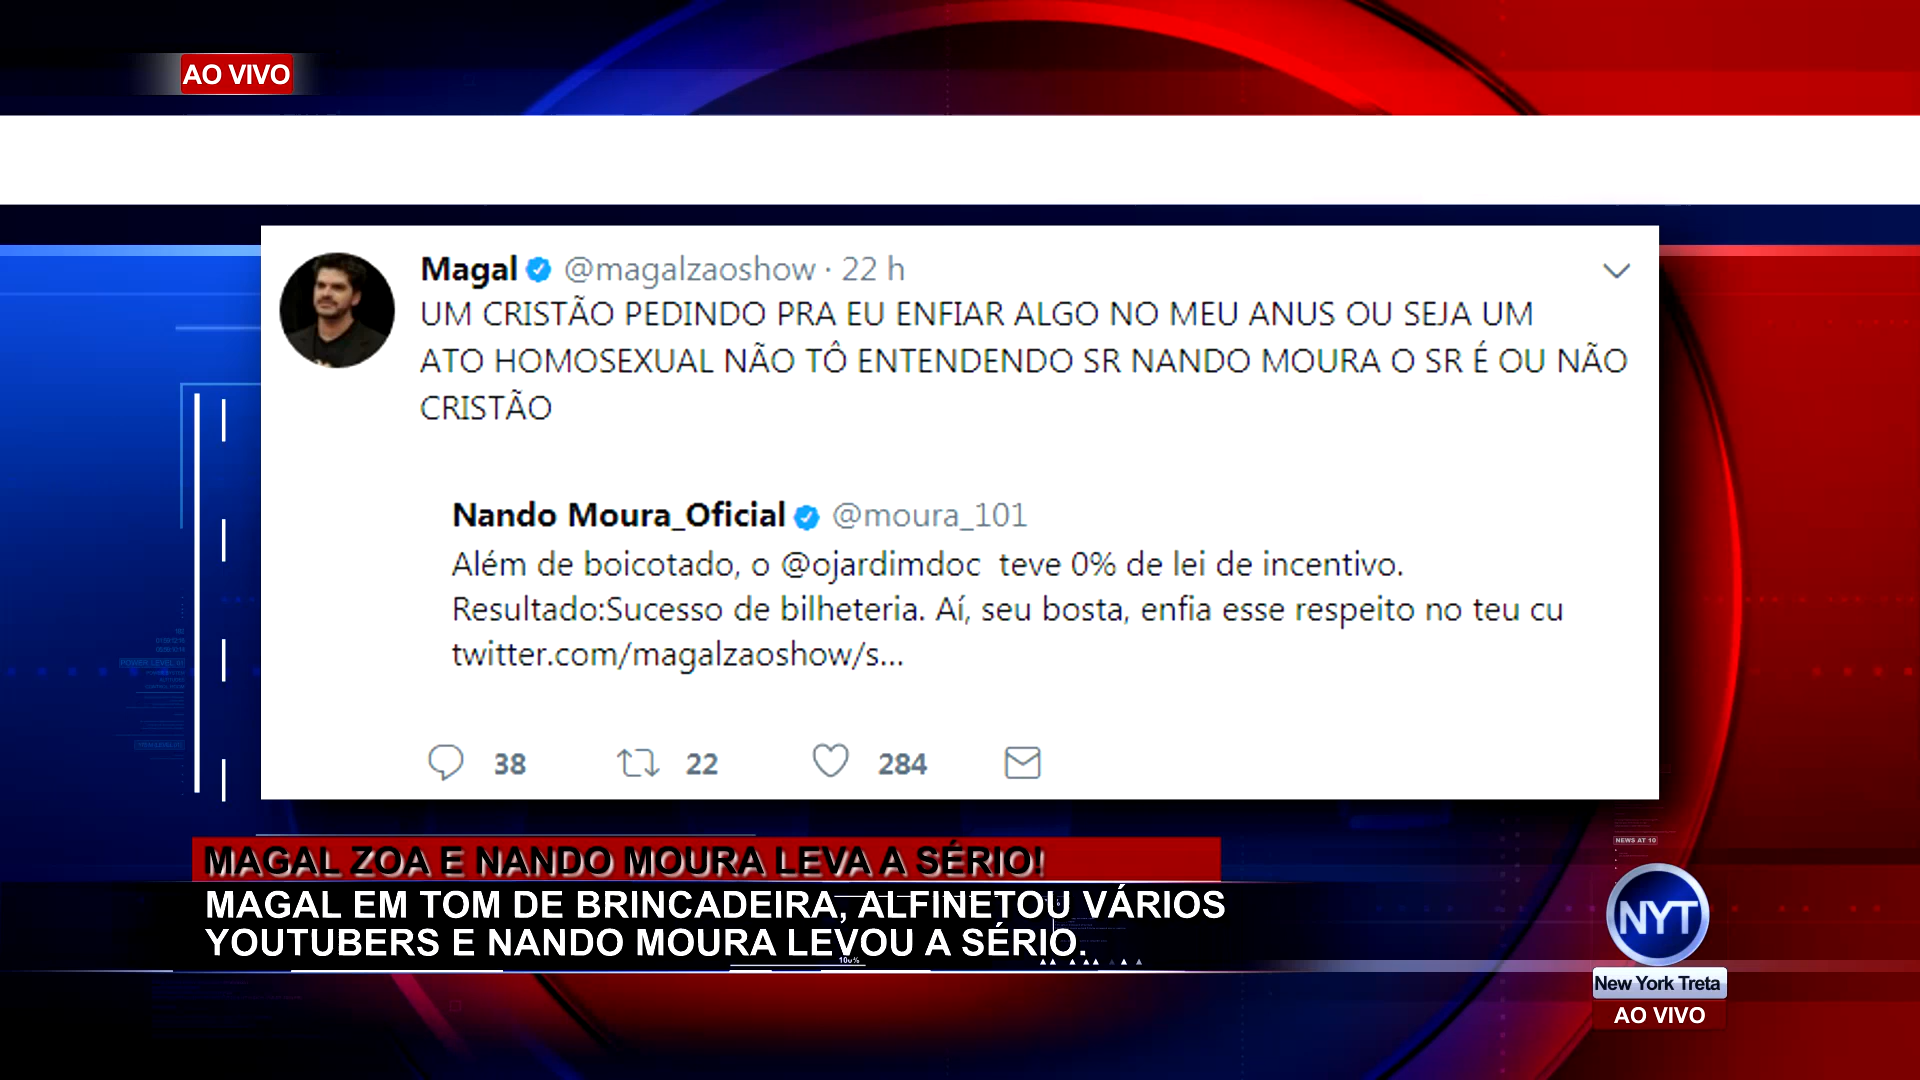 AO VIVO
Magal @magalzaoshow · 22 h
UM CRISTÃO PEDINDO PRA EU ENFIAR ALGO NO MEU ANUS OU SEJA UM
ATO HOMOSEXUAL NÃO TÔ ENTENDENDO SR NANDO MOURA O SR É OU NÃO
CRISTÃO
Nando Moura_Oficial @moura_101
Além de boicotado, o @ojardimdoc teve 0% de lei de incentivo.
Resultado:Sucesso de bilheteria. Aí, seu bosta, enfia esse respeito no teu cu
twitter.com/magalzaoshow/s...
38 22 284
MAGAL ZOA E NANDO MOURA LEVA A SÉRIO!
MAGAL EM TOM DE BRINCADEIRA, ALFINETOU VÁRIOS
YOUTUBERS E NANDO MOURA LEVOU A SÉRIO.
100%
NEWS AT 10
NYT
New York Treta
AO VIVO